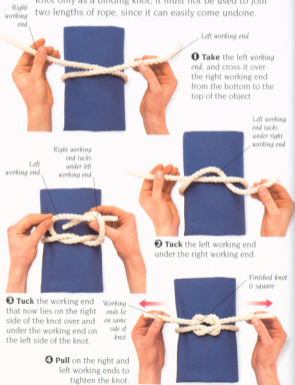 knot only as a binding knot; it must not be used to join
two lengths of rope, since it can easily come undone.
Right
working
end
Left working end
❶ Take the left working
end, and cross it over
the right working end
from the bottom to the
top of the object.
Left working
end tucks
under right
working end
Right working
end tucks
under left
working end
Left
working end
❷ Tuck the left working end
under the right working end.
❸ Tuck the working end
that now lies on the right
side of the knot over and
under the working end on
the left side of the knot.
Working
ends lie
on same
side of
knot
Finished knot
is square
❹ Pull on the right and
left working ends to
tighten the knot.